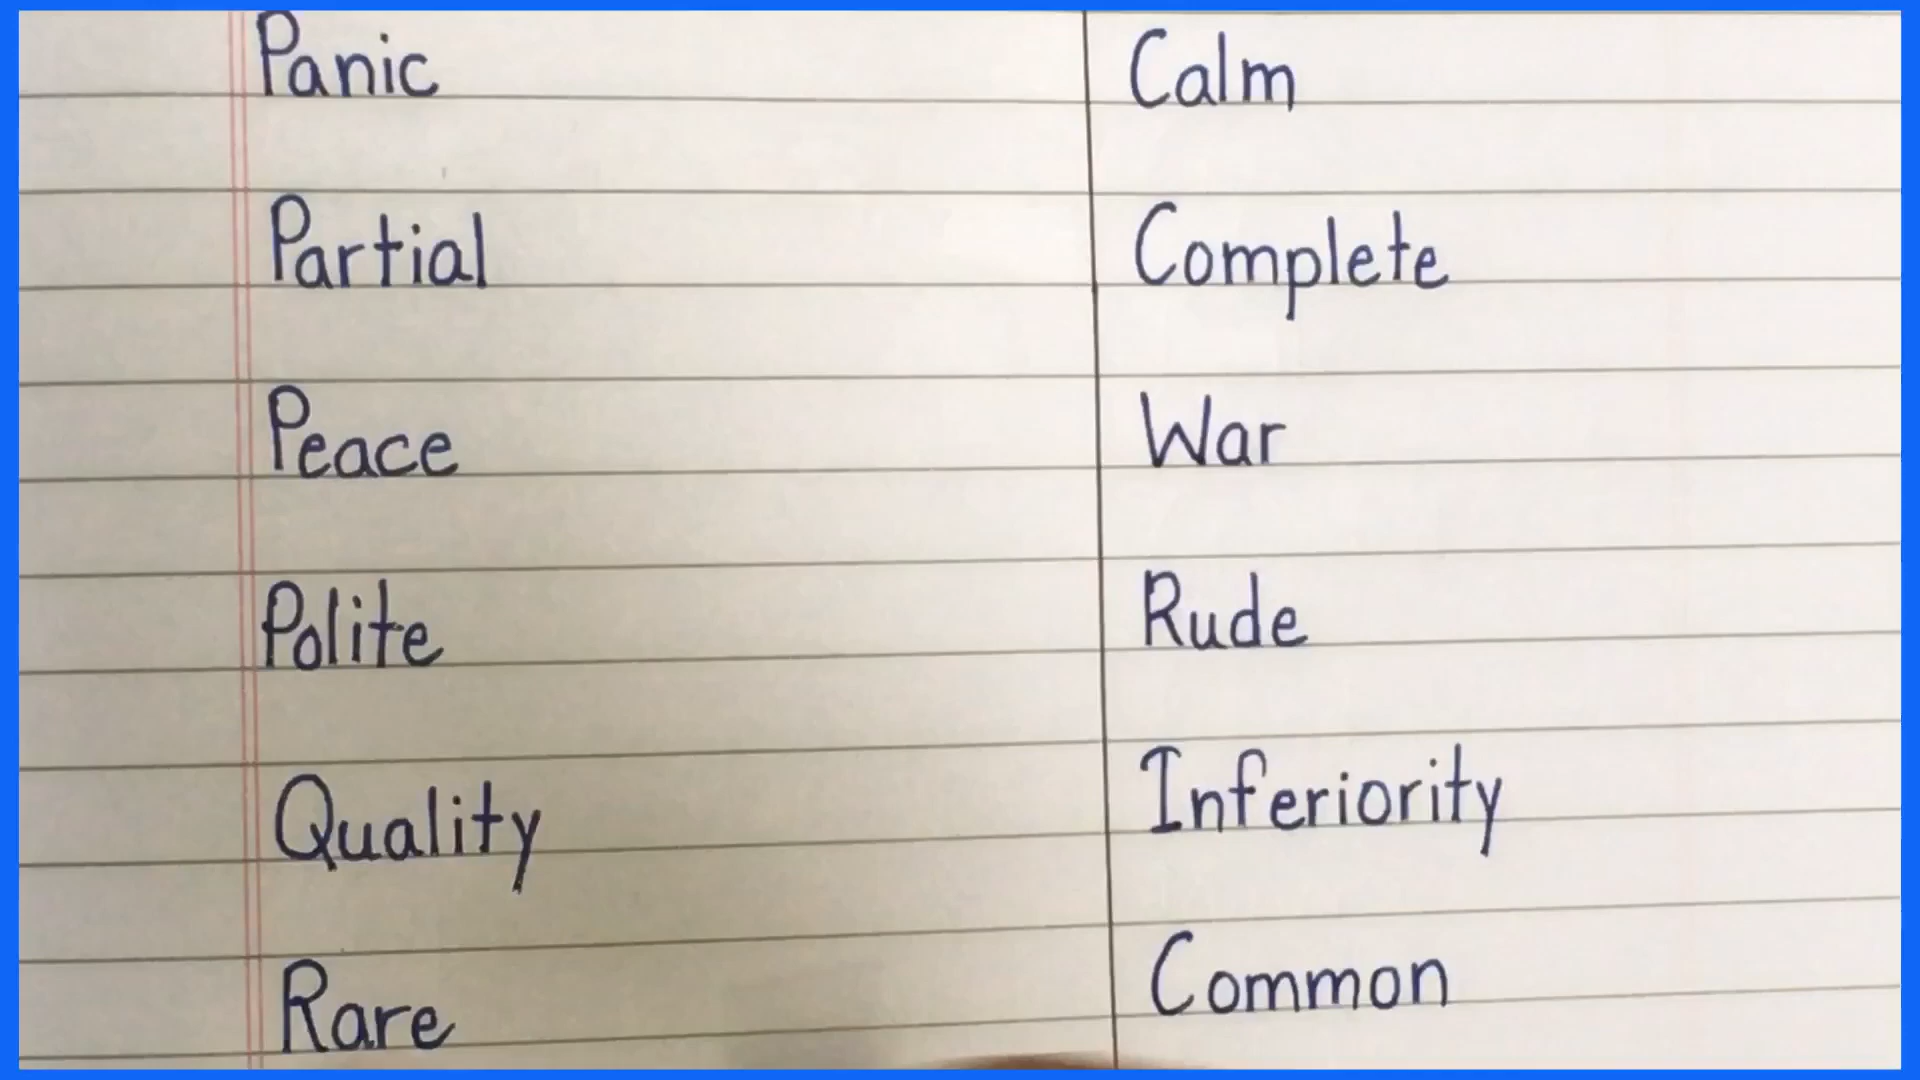 Panic Calm
Partial Complete
Peace War
Polite Rude
Quality Inferiority
Rare Common